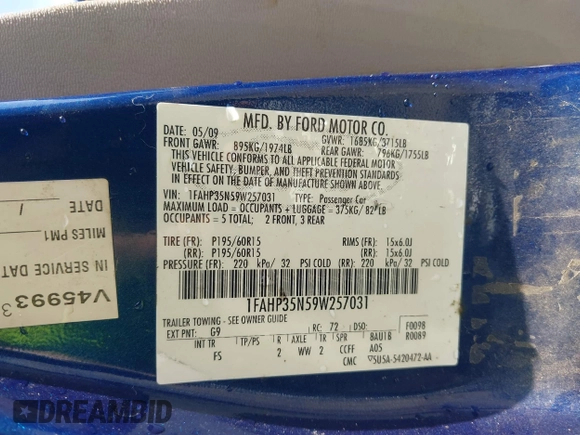 MFD. BY FORD MOTOR CO.
DATE: 05/09 GVWR: 1685KG/3715LB
FRONT GAWR: 895KG/1974LB REAR GAWR: 796KG/1755LB
THIS VEHICLE CONFORMS TO ALL APPLICABLE FEDERAL MOTOR
VEHICLE SAFETY, BUMPER, AND THEFT PREVENTION STANDARDS
IN EFFECT ON THE DATE OF MANUFACTURE SHOWN ABOVE.
VIN: 1FAHP35N59W257031 TYPE: Passenger Car
MAXIMUM LOAD = OCCUPANTS + LUGGAGE = 375KG/ LB
OCCUPANTS = 5 TOTAL: 2 FRONT, 3 REAR
TIRE (FR): P195/60R15 RIMS (FR): 15x6.0J
(RR): P195/60R15 (RR): 15x6.0J
PRESSURE (FR): 220 kPa/ 32 PSI COLD (RR): 220 kPa/ 32 PSI COLD
1FAHP35N59W257031
TRAILER TOWING - SEE OWNER GUIDE
EXT PNT: G9 RC: 72 DSO: F0098
INT TR TP/PS R AXLE TR SPR 8AU1B R0089
FS 2 WW 2 CCFF A05
CMC 5U5A-5420472-AA
DATE /
MILES PM1
IN SERVICE DAT
V45993 3
DREAMBID